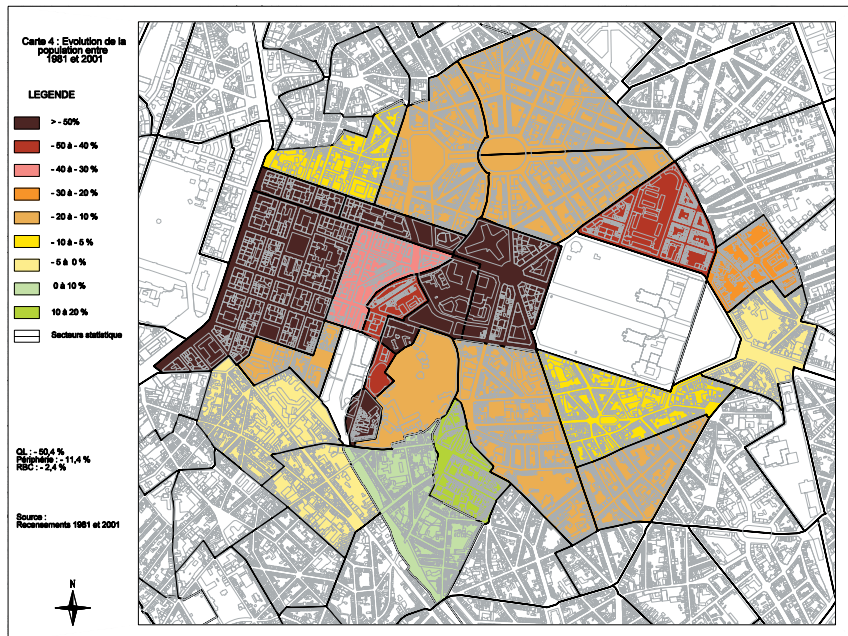 Carte 4 : Evolution de la
population entre
1981 et 2001
LEGENDE
> - 50%
- 50 à - 40 %
- 40 à - 30 %
- 30 à - 20 %
- 20 à - 10 %
- 10 à - 5 %
- 5 à 0 %
0 à 10 %
10 à 20 %
Secteurs statistique
QL : - 50,4 %
Périphérie : - 11,4 %
RBC : - 2,4 %
Source :
Recensements 1981 et 2001
N